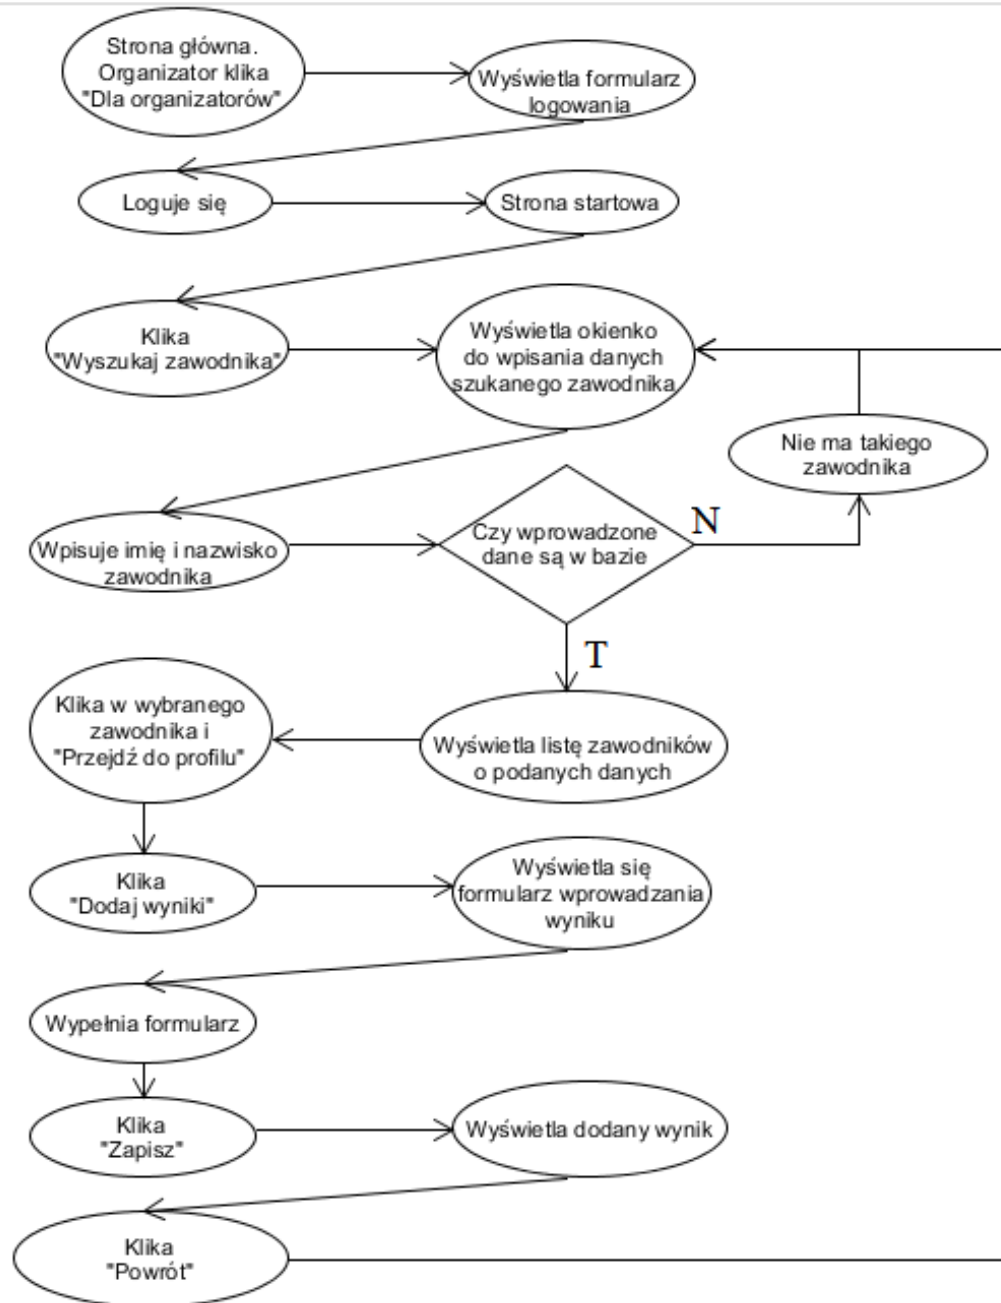 Strona główna.
Organizator klika
"Dla organizatorów"
Wyświetla formularz
logowania
Loguje się
Strona startowa
Klika
"Wyszukaj zawodnika"
Wyświetla okienko
do wpisania danych
szukanego zawodnika
Nie ma takiego
zawodnika
Wpisuje imię i nazwisko
zawodnika
Czy wprowadzone
dane są w bazie
N
T
Klika w wybranego
zawodnika i
"Przejdź do profilu"
Wyświetla listę zawodników
o podanych danych
Klika
"Dodaj wyniki"
Wyświetla się
formularz wprowadzania
wyniku
Wypełnia formularz
Klika
"Zapisz"
Wyświetla dodany wynik
Klika
"Powrót"